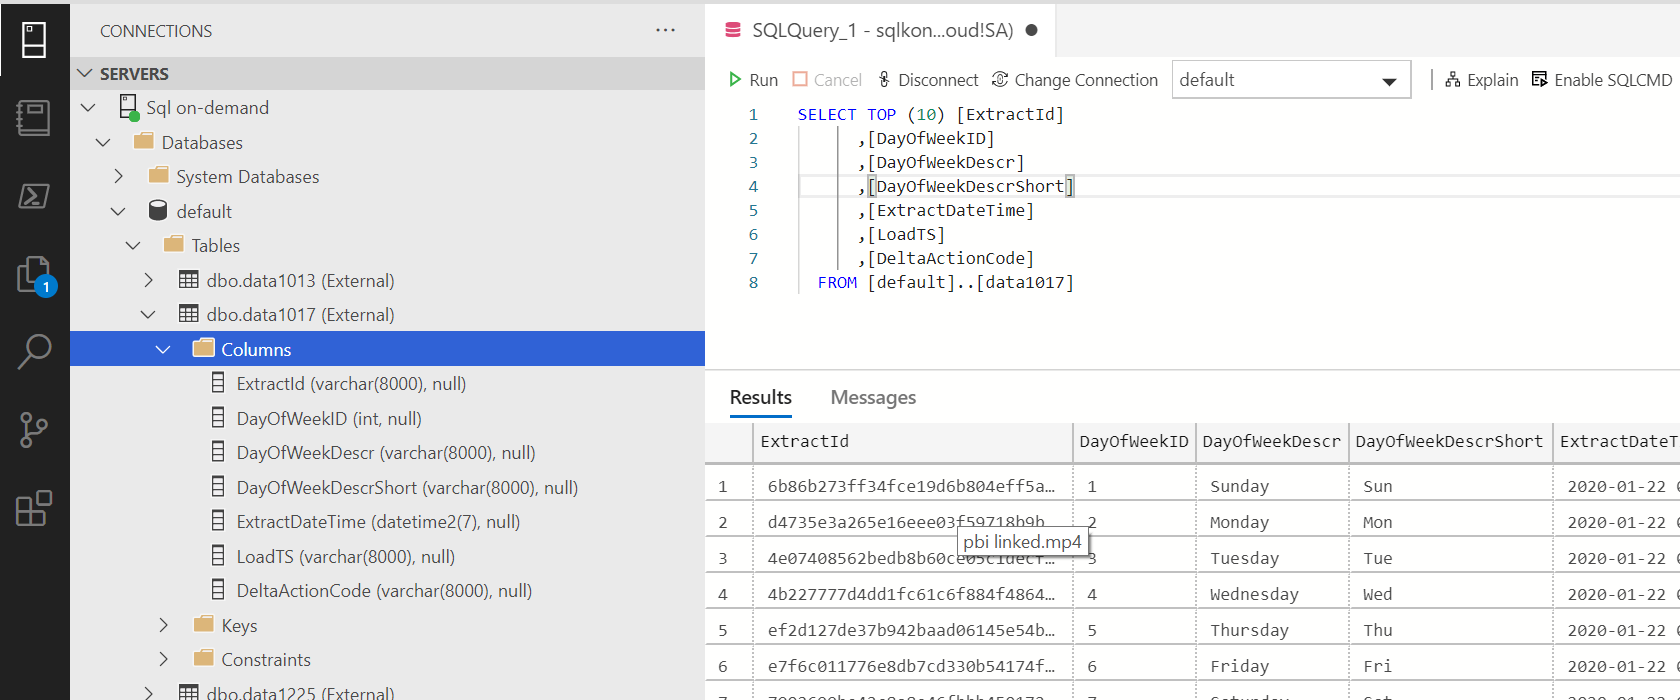 CONNECTIONS
SERVERS
Sql on-demand
Databases
System Databases
default
Tables
dbo.data1013 (External)
dbo.data1017 (External)
Columns
ExtractId (varchar(8000), null)
DayOfWeekID (int, null)
DayOfWeekDescr (varchar(8000), null)
DayOfWeekDescrShort (varchar(8000), null)
ExtractDateTime (datetime2(7), null)
LoadTS (varchar(8000), null)
DeltaActionCode (varchar(8000), null)
Keys
Constraints
dbo.data1225 (External)
1
SQLQuery_1 - sqlkon...oud!SA)
Run Cancel Disconnect Change Connection default Explain Enable SQLCMD
1 SELECT TOP (10) [ExtractId]
2 ,[DayOfWeekID]
3 ,[DayOfWeekDescr]
4 ,[DayOfWeekDescrShort]
5 ,[ExtractDateTime]
6 ,[LoadTS]
7 ,[DeltaActionCode]
8 FROM [default]..[data1017]
Results Messages
ExtractId DayOfWeekID DayOfWeekDescr DayOfWeekDescrShort ExtractDateT
1 6b86b273ff34fce19d6b804eff5a… 1 Sunday Sun 2020-01-22
2 d4735e3a265e16eee03f59718b9b 2 Monday Mon 2020-01-22
pbi linked.mp4
3 4e07408562bedb8b60ce05c1decf… 3 Tuesday Tue 2020-01-22
4 4b227777d4dd1fc61c6f884f4864… 4 Wednesday Wed 2020-01-22
5 ef2d127de37b942baad06145e54b… 5 Thursday Thu 2020-01-22
6 e7f6c011776e8db7cd330b54174f… 6 Friday Fri 2020-01-22